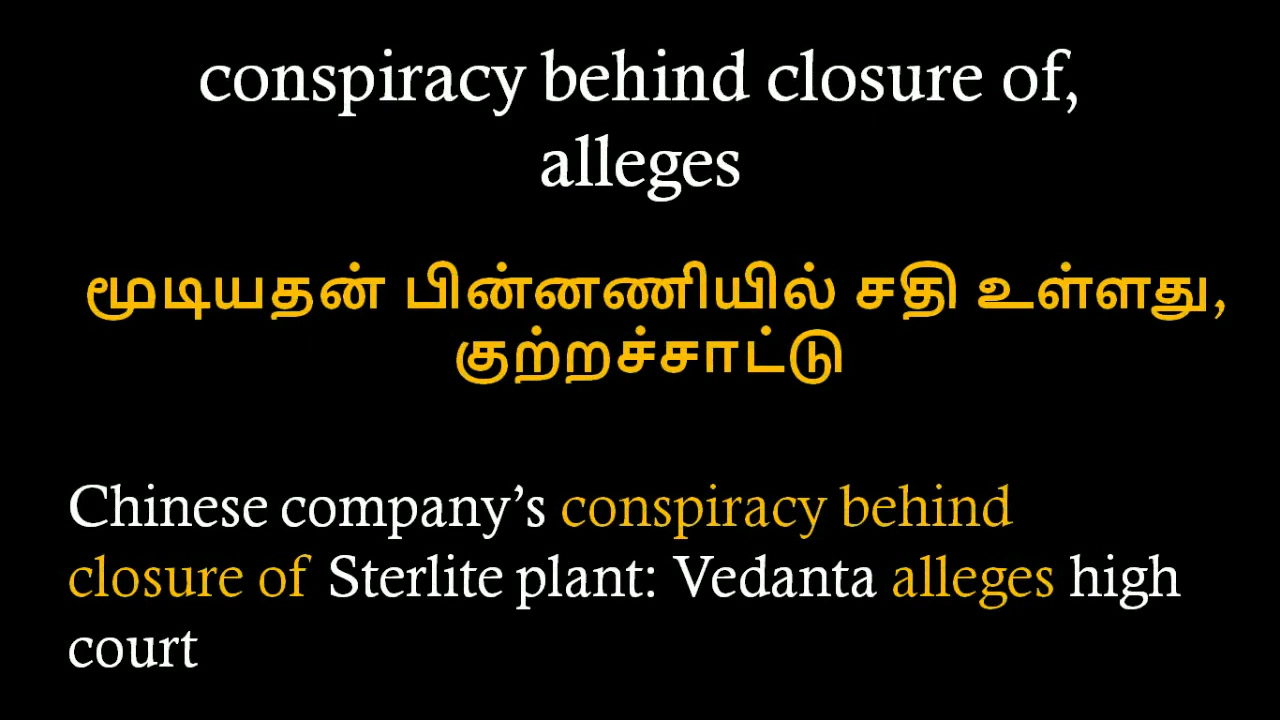 conspiracy behind closure of,
alleges
மூடியதன் பின்னணியில் சதி உள்ளது,
குற்றச்சாட்டு
Chinese company’s conspiracy behind
closure of Sterlite plant: Vedanta alleges high
court